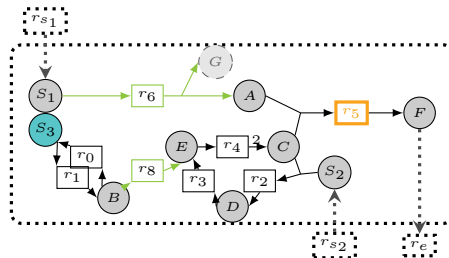 r_{s_1}
G
S_1
r_6
A
r_5
F
S_3
E
r_4
2
C
r_0
r_1
r_8
r_3
r_2
S_2
B
D
r_{s_2}
r_e